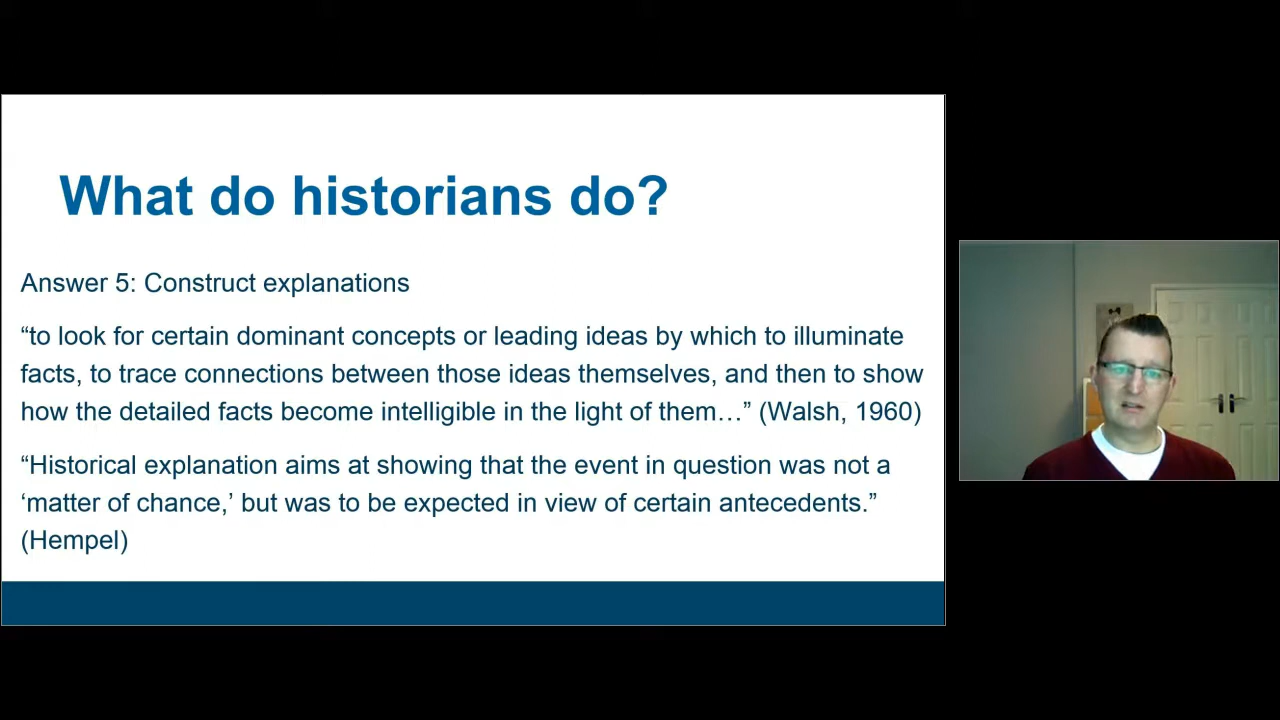 What do historians do?
Answer 5: Construct explanations
“to look for certain dominant concepts or leading ideas by which to illuminate
facts, to trace connections between those ideas themselves, and then to show
how the detailed facts become intelligible in the light of them…” (Walsh, 1960)
“Historical explanation aims at showing that the event in question was not a
‘matter of chance,’ but was to be expected in view of certain antecedents.”
(Hempel)